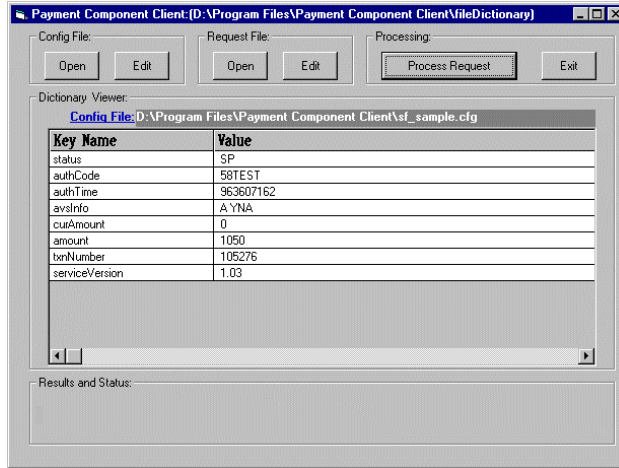 Payment Component Client:(D:\Program Files\Payment Component Client\fileDictionary)
Config File: Request File: Processing:
Open Edit Open Edit Process Request Exit
Dictionary Viewer:
Config File: D:\Program Files\Payment Component Client\sf_sample.cfg
Key Name Value
status SP
authCode 58TEST
authTime 963607162
avsInfo A YNA
curAmount 0
amount 1050
txnNumber 105276
serviceVersion 1.03
Results and Status: